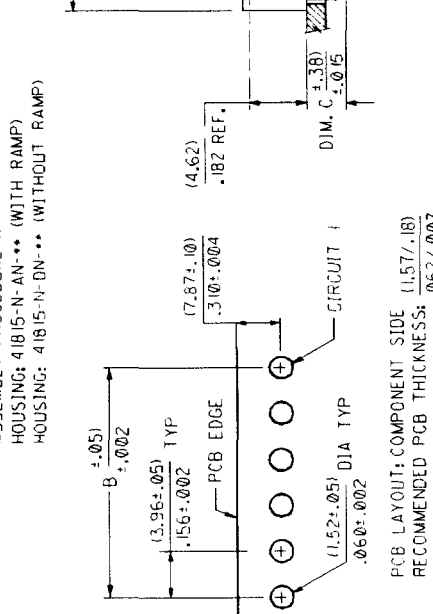 HOUSING: 41815-N-AN-** (WITH RAMP)
HOUSING: 41815-N-DN-** (WITHOUT RAMP)
±.05)
B ±.002
(3.96±.05) TYP
.156±.002
PCB EDGE
(7.87±.10)
.310±.004
(4.62)
.182 REF.
DIM. C ±.38)
±.015
CIRCUIT 1
(1.52±.05) DIA TYP
.060±.002
PCB LAYOUT: COMPONENT SIDE
RECOMMENDED PCB THICKNESS: (1.57/.18)
.062/.007